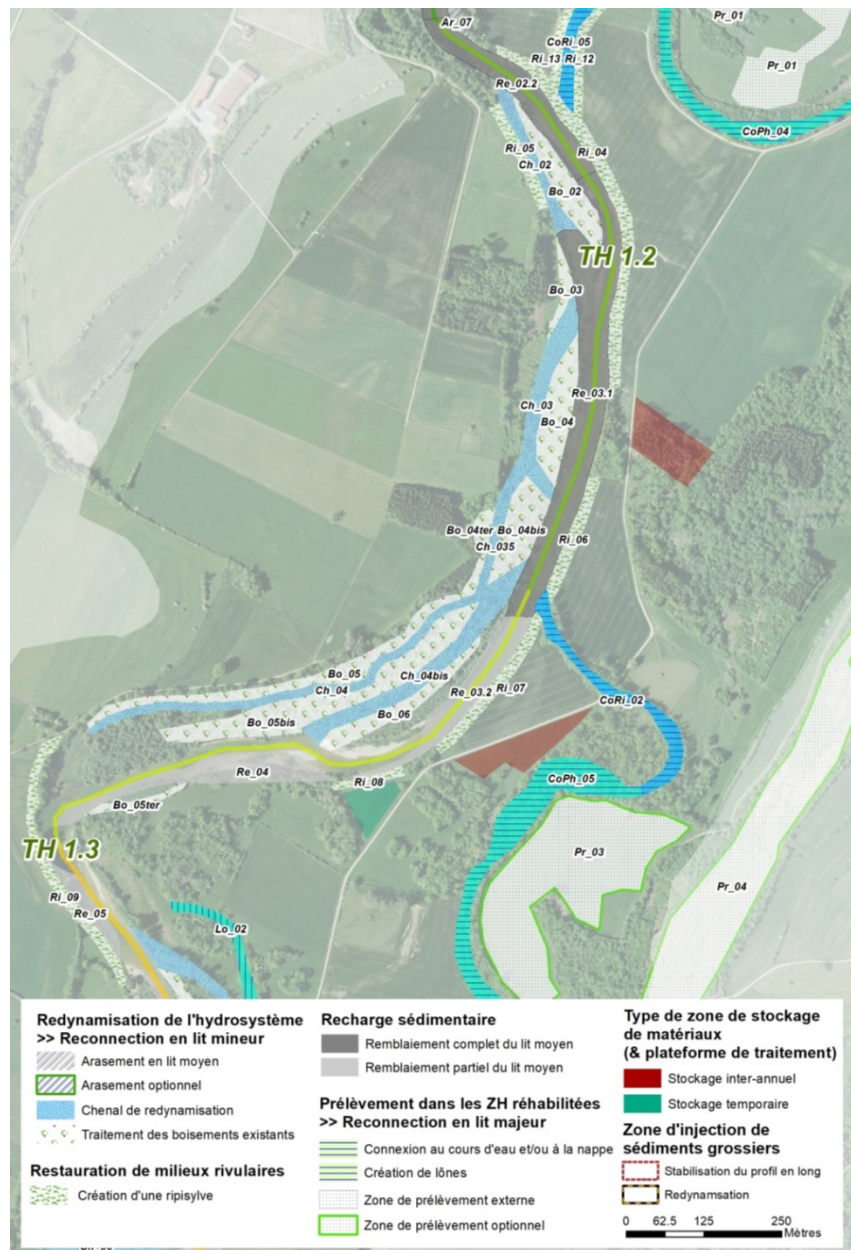 Ar_07
Pr_01
CoRi_05
Ri_13 Ri_12
Pr_01
Re_02.2
CoPh_04
Ri_05
Ch_02
Ri_04
Bo_02
TH 1.2
Bo_03
Re_03.1
Ch_03
Bo_04
Bo_04ter Bo_04bis
Ch_035
Ri_06
Bo_05
Ch_04
Ch_04bis
Re_03.2
Ri_07
CoRi_02
Bo_05bis
Bo_06
Re_04
Ri_08
CoPh_05
Bo_05ter
TH 1.3
Pr_03
Pr_04
Ri_09
Re_05
Lo_02
Redynamisation de l'hydrosystème
>> Reconnection en lit mineur
Arasement en lit moyen
Arasement optionnel
Chenal de redynamisation
Traitement des boisements existants
Restauration de milieux rivulaires
Création d'une ripisylve
Recharge sédimentaire
Remblaiement complet du lit moyen
Remblaiement partiel du lit moyen
Prélèvement dans les ZH réhabilitées
>> Reconnection en lit majeur
Connexion au cours d'eau et/ou à la nappe
Création de lônes
Zone de prélèvement externe
Zone de prélèvement optionnel
Type de zone de stockage
de matériaux
(& plateforme de traitement)
Stockage inter-annuel
Stockage temporaire
Zone d'injection de
sédiments grossiers
Stabilisation du profil en long
Redynamsation
0 62.5 125 250
Mètres